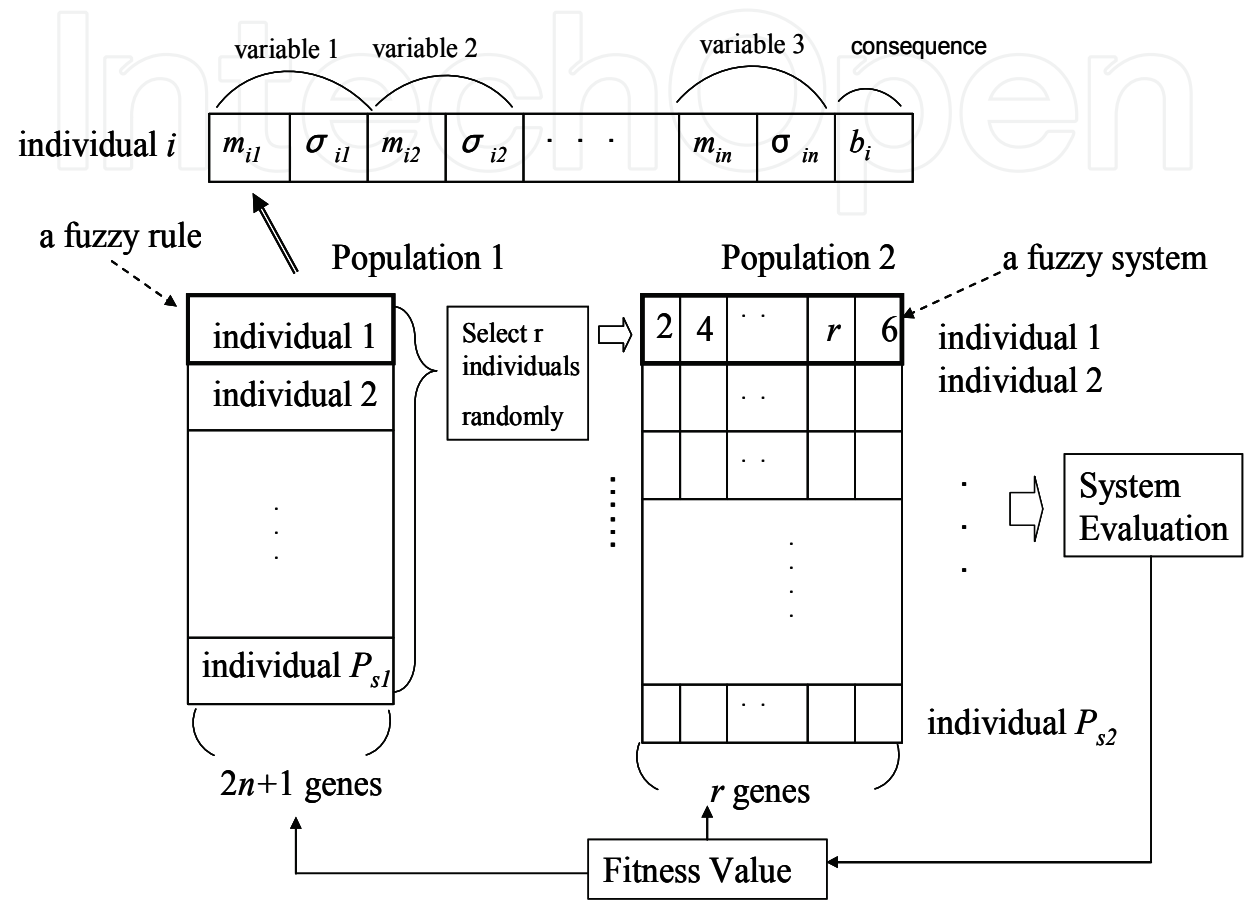 IntechOpen
variable 1 variable 2 variable 3 consequence
individual i m_i1 σ_i1 m_i2 σ_i2 · · · m_in σ_in b_i
a fuzzy rule
Population 1
Population 2
a fuzzy system
individual 1
individual 2
individual P_s1
2n+1 genes
Select r
individuals
randomly
2 4 · · r 6
individual 1
individual 2
individual P_s2
r genes
System
Evaluation
Fitness Value